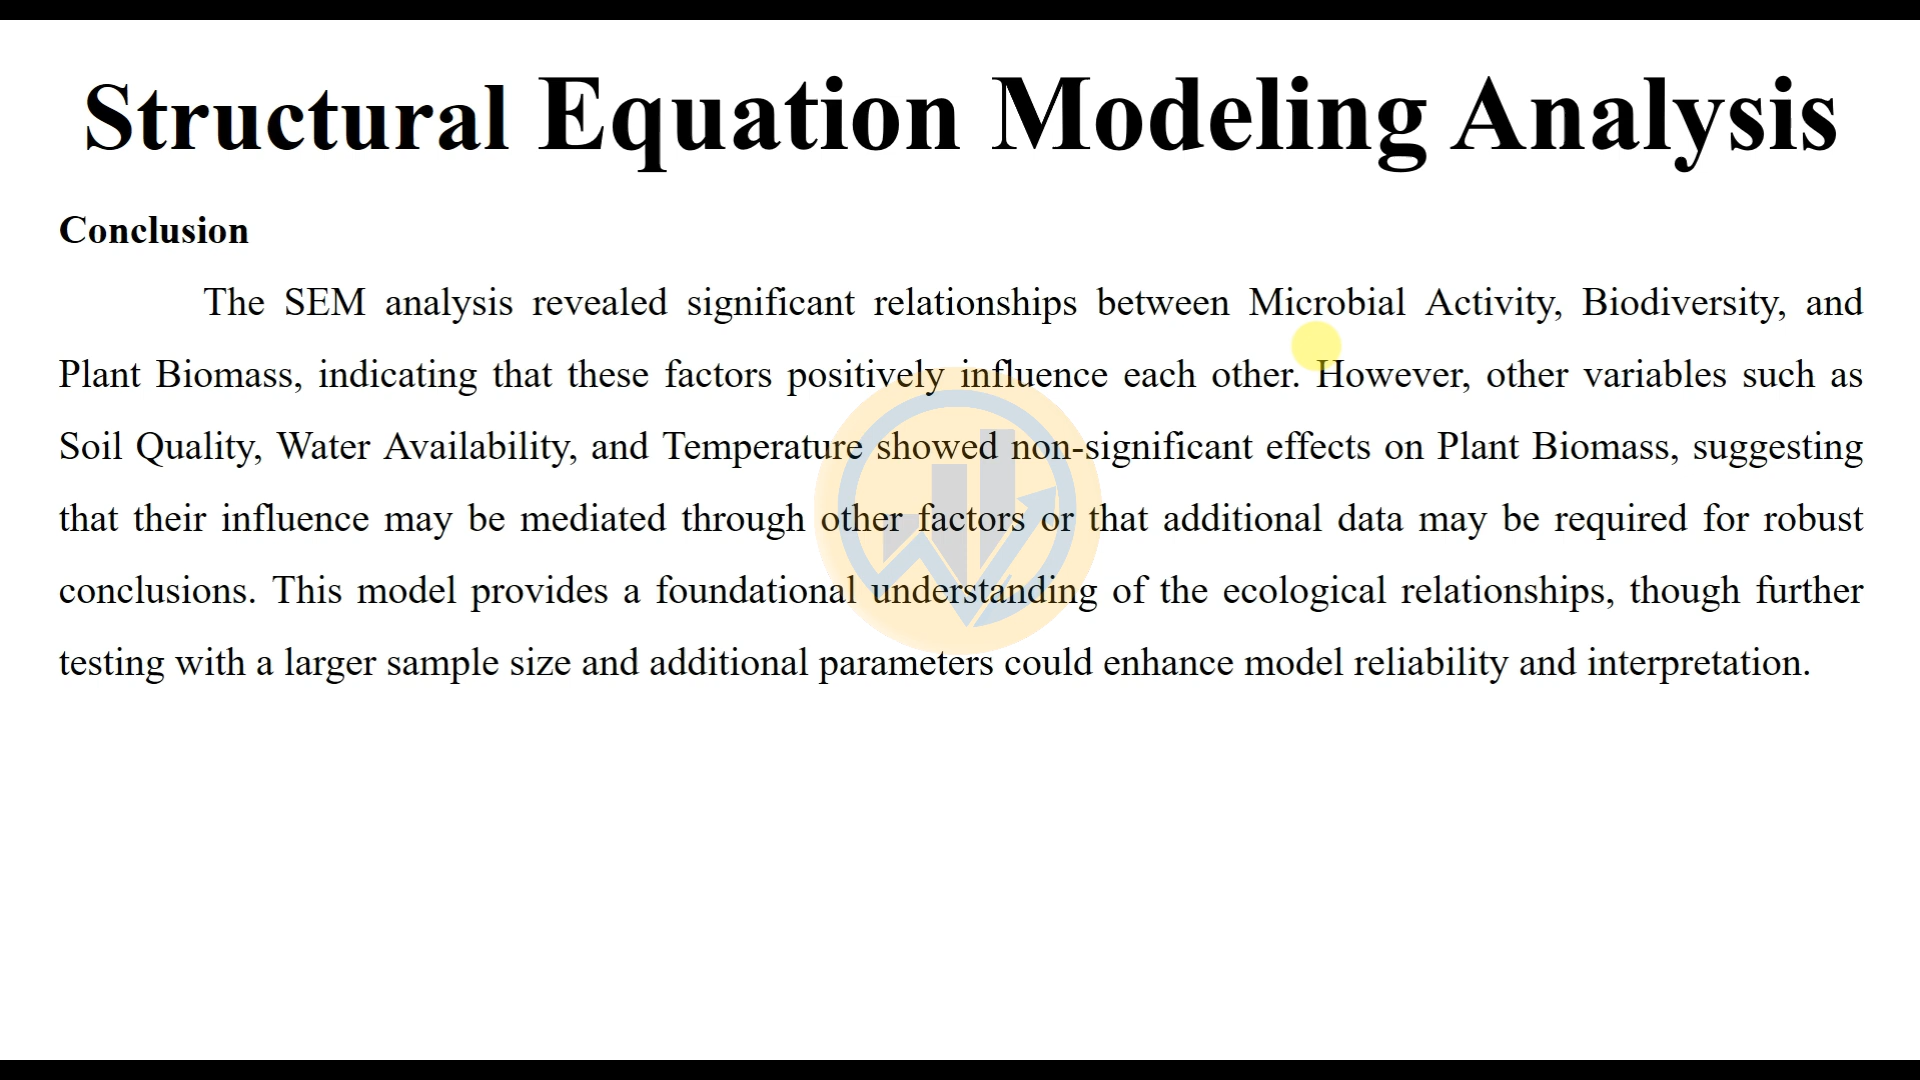 Structural Equation Modeling Analysis
Conclusion
The SEM analysis revealed significant relationships between Microbial Activity, Biodiversity, and
Plant Biomass, indicating that these factors positively influence each other. However, other variables such as
Soil Quality, Water Availability, and Temperature showed non-significant effects on Plant Biomass, suggesting
that their influence may be mediated through other factors or that additional data may be required for robust
conclusions. This model provides a foundational understanding of the ecological relationships, though further
testing with a larger sample size and additional parameters could enhance model reliability and interpretation.